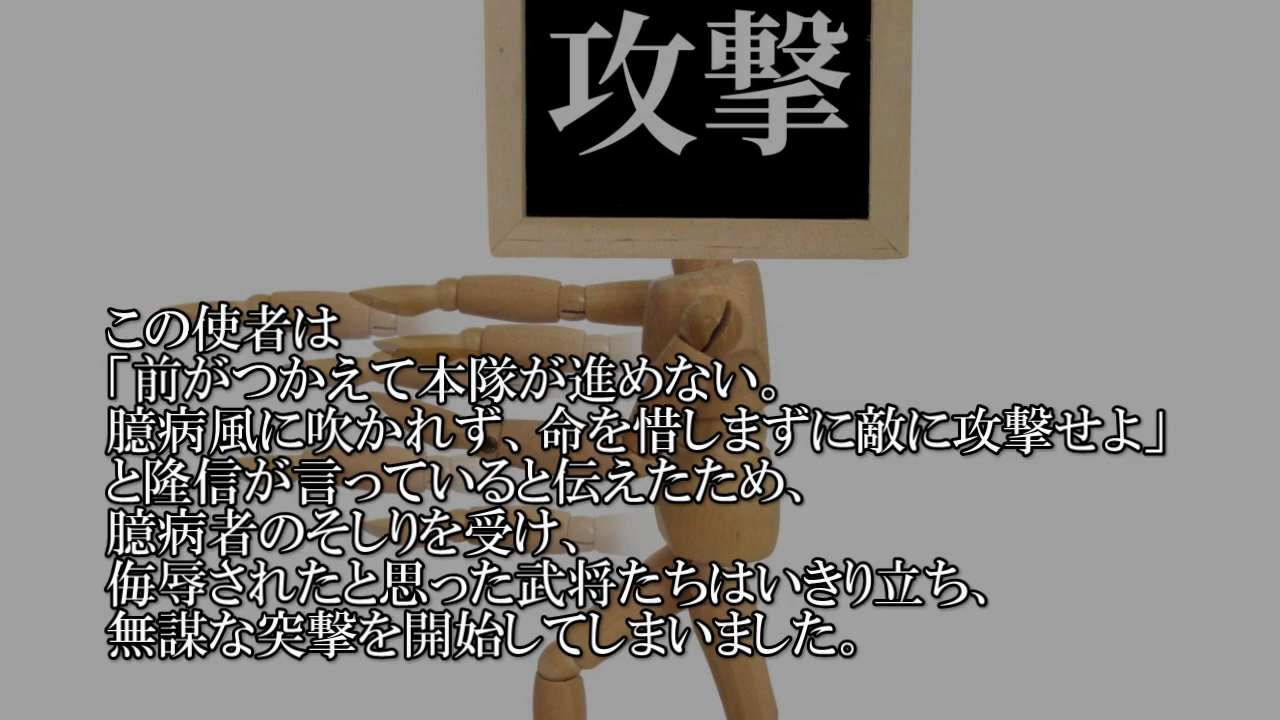 攻撃
この使者は
「前がつかえて本隊が進めない。
臆病風に吹かれず、命を惜しまずに敵に攻撃せよ」
と隆信が言っていると伝えたため、
臆病者のそしりを受け、
侮辱されたと思った武将たちはいきり立ち、
無謀な突撃を開始してしまいました。